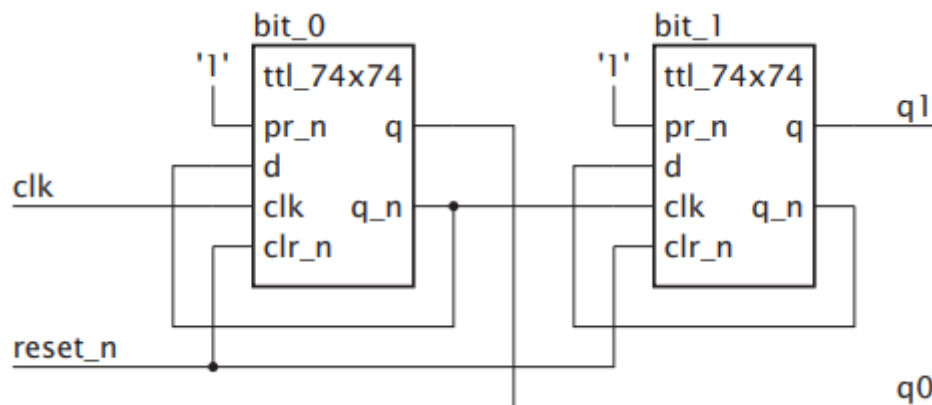 bit_0
bit_1
'1'
ttl_74x74
'1'
ttl_74x74
pr_n
q
pr_n
q
q1
d
d
clk
clk
q_n
clk
q_n
clr_n
clr_n
reset_n
q0